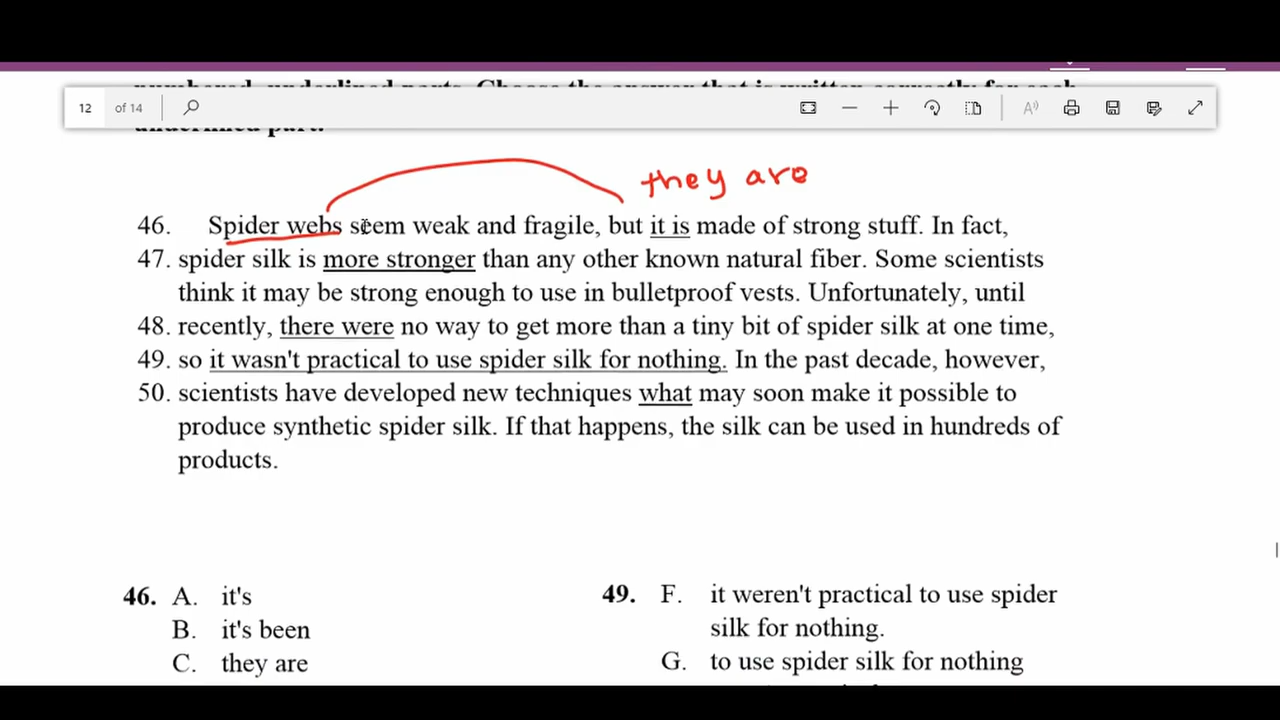 12 of 14
underlined part.
they are
46. Spider webs seem weak and fragile, but it is made of strong stuff. In fact,
47. spider silk is more stronger than any other known natural fiber. Some scientists
think it may be strong enough to use in bulletproof vests. Unfortunately, until
48. recently, there were no way to get more than a tiny bit of spider silk at one time,
49. so it wasn't practical to use spider silk for nothing. In the past decade, however,
50. scientists have developed new techniques what may soon make it possible to
produce synthetic spider silk. If that happens, the silk can be used in hundreds of
products.
46. A. it's
B. it's been
C. they are
49. F. it weren't practical to use spider
silk for nothing.
G. to use spider silk for nothing